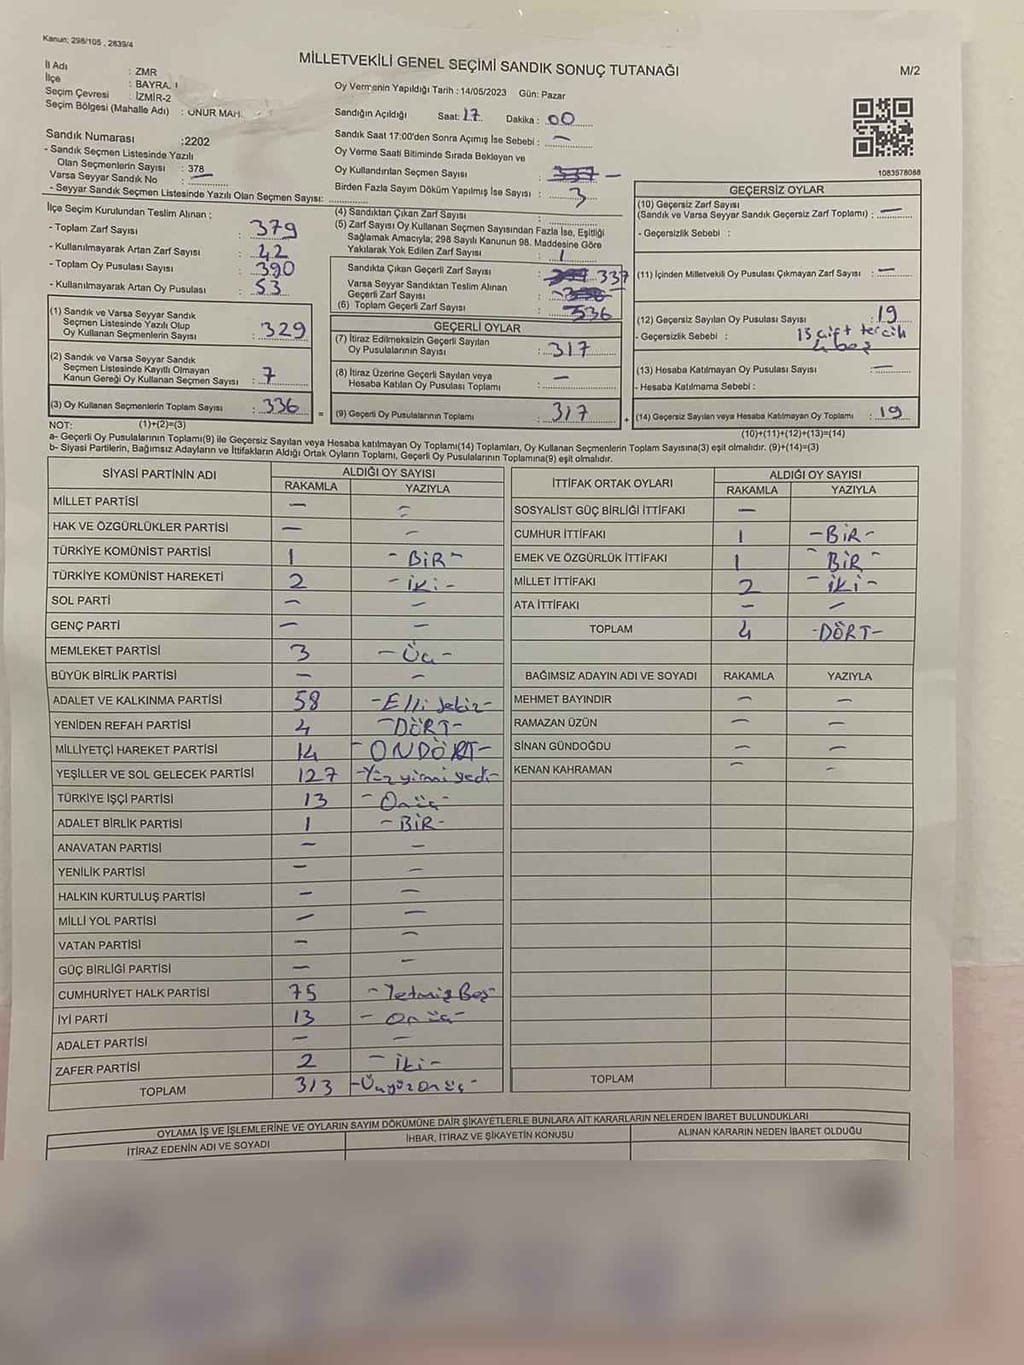 Kanun; 298/105 , 2839/4
MİLLETVEKİLİ GENEL SEÇİMİ SANDIK SONUÇ TUTANAĞI
M/2
İl Adı : ZMR
İlçe : BAYRA
Seçim Çevresi : İZMİR-2
Seçim Bölgesi (Mahalle Adı) : ONUR MAH.
Sandık Numarası :2202
- Sandık Seçmen Listesinde Yazılı
Olan Seçmenlerin Sayısı : 378
Varsa Seyyar Sandık No : —
- Seyyar Sandık Seçmen Listesinde Yazılı Olan Seçmen Sayısı:
Oy Vermenin Yapıldığı Tarih : 14/05/2023 Gün: Pazar
Sandığın Açıldığı Saat: 17 Dakika : 00
Sandık Saat 17:00'den Sonra Açımış İse Sebebi : —
Oy Verme Saati Bitiminde Sırada Bekleyen ve
Oy Kullandırılan Seçmen Sayısı : 337 —
Birden Fazla Sayım Döküm Yapılmış İse Sayısı : 3
1083578088
İlçe Seçim Kurulundan Teslim Alınan ;
- Toplam Zarf Sayısı : 379
- Kullanılmayarak Artan Zarf Sayısı : 42
- Toplam Oy Pusulası Sayısı : 390
- Kullanılmayarak Artan Oy Pusulası : 53
(1) Sandık ve Varsa Seyyar Sandık
Seçmen Listesinde Yazılı Olup
Oy Kullanan Seçmenlerin Sayısı : 329
(2) Sandık ve Varsa Seyyar Sandık
Seçmen Listesinde Kayıtlı Olmayan
Kanun Gereği Oy Kullanan Seçmen Sayısı : 7
(3) Oy Kullanan Seçmenlerin Toplam Sayısı : 336
(4) Sandıktan Çıkan Zarf Sayısı :
(5) Zarf Sayısı Oy Kullanan Seçmen Sayısından Fazla İse, Eşitliği
Sağlamak Amacıyla; 298 Sayılı Kanunun 98. Maddesine Göre
Yakılarak Yok Edilen Zarf Sayısı : 1
Sandıkta Çıkan Geçerli Zarf Sayısı : 337
Varsa Seyyar Sandıktan Teslim Alınan
Geçerli Zarf Sayısı :
(6) Toplam Geçerli Zarf Sayısı : 336
=
GEÇERLİ OYLAR
(7) İtiraz Edilmeksizin Geçerli Sayılan
Oy Pusulalarının Sayısı : 317
(8) İtiraz Üzerine Geçerli Sayılan veya
Hesaba Katılan Oy Pusulası Toplamı : —
(9) Geçerli Oy Pusulalarının Toplamı : 317
+
GEÇERSİZ OYLAR
(10) Geçersiz Zarf Sayısı
(Sandık ve Varsa Seyyar Sandık Geçersiz Zarf Toplamı) : —
- Geçersizlik Sebebi :
(11) İçinden Milletvekili Oy Pusulası Çıkmayan Zarf Sayısı : —
(12) Geçersiz Sayılan Oy Pusulası Sayısı : 19
- Geçersizlik Sebebi : 15 çift tercih
4 boş
(13) Hesaba Katılmayan Oy Pusulası Sayısı : —
- Hesaba Katılmama Sebebi :
(14) Geçersiz Sayılan veya Hesaba Katılmayan Oy Toplamı : 19
NOT: (1)+(2)=(3)
(10)+(11)+(12)+(13)=(14)
a- Geçerli Oy Pusulalarının Toplamı(9) ile Geçersiz Sayılan veya Hesaba katılmayan Oy Toplamı(14) Toplamları, Oy Kullanan Seçmenlerin Toplam Sayısına(3) eşit olmalıdır. (9)+(14)=(3)
b- Siyasi Partilerin, Bağımsız Adayların ve İttifakların Aldığı Ortak Oyların Toplamı, Geçerli Oy Pusulalarının Toplamına(9) eşit olmalıdır.
SİYASİ PARTİNİN ADI ALDIĞI OY SAYISI
RAKAMLA YAZIYLA
MİLLET PARTİSİ — =
HAK VE ÖZGÜRLÜKLER PARTİSİ — —
TÜRKİYE KOMÜNİST PARTİSİ 1 - BİR -
TÜRKİYE KOMÜNİST HAREKETİ 2 - iki -
SOL PARTİ — —
GENÇ PARTİ — —
MEMLEKET PARTİSİ 3 - Üç -
BÜYÜK BİRLİK PARTİSİ — —
ADALET VE KALKINMA PARTİSİ 58 - Elli sekiz -
YENİDEN REFAH PARTİSİ 4 - DÖRT -
MİLLİYETÇİ HAREKET PARTİSİ 14 - ONDÖRT -
YEŞİLLER VE SOL GELECEK PARTİSİ 127 - Yüz yirmi yedi -
TÜRKİYE İŞÇİ PARTİSİ 13 - Onüç -
ADALET BİRLİK PARTİSİ 1 - BİR -
ANAVATAN PARTİSİ — —
YENİLİK PARTİSİ — —
HALKIN KURTULUŞ PARTİSİ — —
MİLLİ YOL PARTİSİ — —
VATAN PARTİSİ — —
GÜÇ BİRLİĞİ PARTİSİ — —
CUMHURİYET HALK PARTİSİ 75 - Yetmiş Beş -
İYİ PARTİ 13 - Onüç -
ADALET PARTİSİ — —
ZAFER PARTİSİ 2 - İki -
TOPLAM 313 - Üçyüzonüç -
İTTİFAK ORTAK OYLARI ALDIĞI OY SAYISI
RAKAMLA YAZIYLA
SOSYALİST GÜÇ BİRLİĞİ İTTİFAKI —
CUMHUR İTTİFAKI 1 - BİR -
EMEK VE ÖZGÜRLÜK İTTİFAKI 1 - BİR -
MİLLET İTTİFAKI 2 - iki -
ATA İTTİFAKI — —
TOPLAM 4 - DÖRT -
BAĞIMSIZ ADAYIN ADI VE SOYADI RAKAMLA YAZIYLA
MEHMET BAYINDIR — —
RAMAZAN ÜZÜN — —
SİNAN GÜNDOĞDU — —
KENAN KAHRAMAN — —
TOPLAM
OYLAMA İŞ VE İŞLEMLERİNE VE OYLARIN SAYIM DÖKÜMÜNE DAİR ŞİKAYETLERLE BUNLARA AİT KARARLARIN NELERDEN İBARET BULUNDUKLARI
İTİRAZ EDENİN ADI VE SOYADI İHBAR, İTİRAZ VE ŞİKAYETİN KONUSU ALINAN KARARIN NEDEN İBARET OLDUĞU